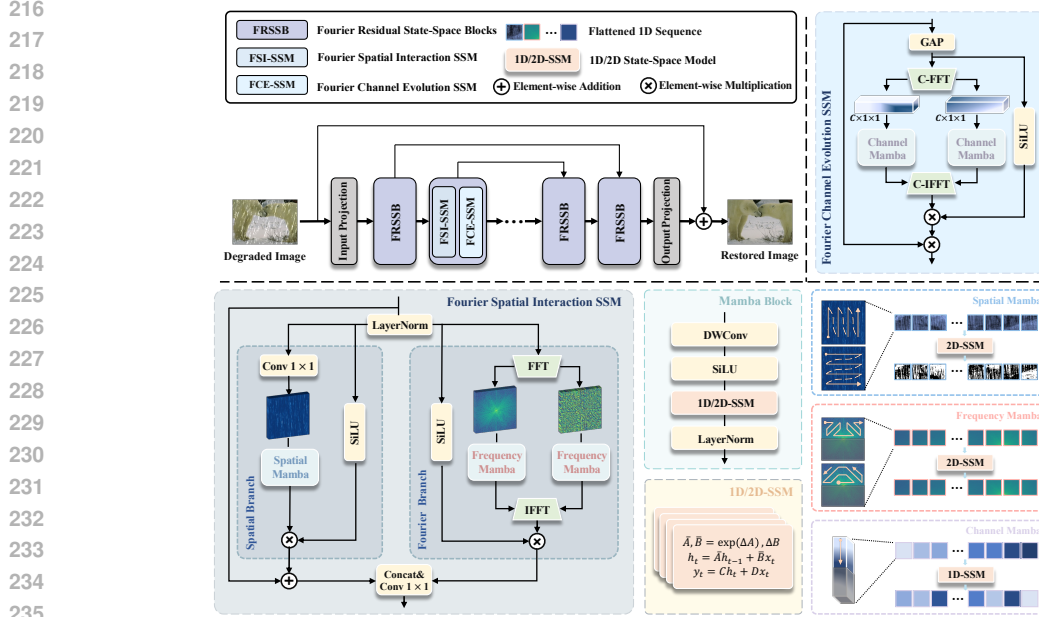 216
217
218
219
220
221
222
223
224
225
226
227
228
229
230
231
232
233
234
235
FRSSB Fourier Residual State-Space Blocks ... Flattened 1D Sequence
FSI-SSM Fourier Spatial Interaction SSM 1D/2D-SSM 1D/2D State-Space Model
FCE-SSM Fourier Channel Evolution SSM Element-wise Addition Element-wise Multiplication
Degraded Image
Input Projection
FRSSB
FSI-SSM
FCE-SSM
FRSSB
FRSSB
Output Projection
Restored Image
Fourier Channel Evolution SSM
GAP
C-FFT
C×1×1 C×1×1
Channel Mamba
Channel Mamba
SiLU
C-IFFT
Fourier Spatial Interaction SSM
LayerNorm
Spatial Branch
Conv 1 × 1
SiLU
Spatial Mamba
Fourier Branch
SiLU
FFT
Frequency Mamba
Frequency Mamba
IFFT
Concat&
Conv 1 × 1
Mamba Block
DWConv
SiLU
1D/2D-SSM
LayerNorm
1D/2D-SSM
Ā, B̄ = exp(ΔA), ΔB
hₜ = Āhₜ₋₁ + B̄xₜ
yₜ = Chₜ + Dxₜ
Spatial Mamba
...
2D-SSM
...
Frequency Mamba
...
2D-SSM
...
Channel Mamba
...
1D-SSM
...